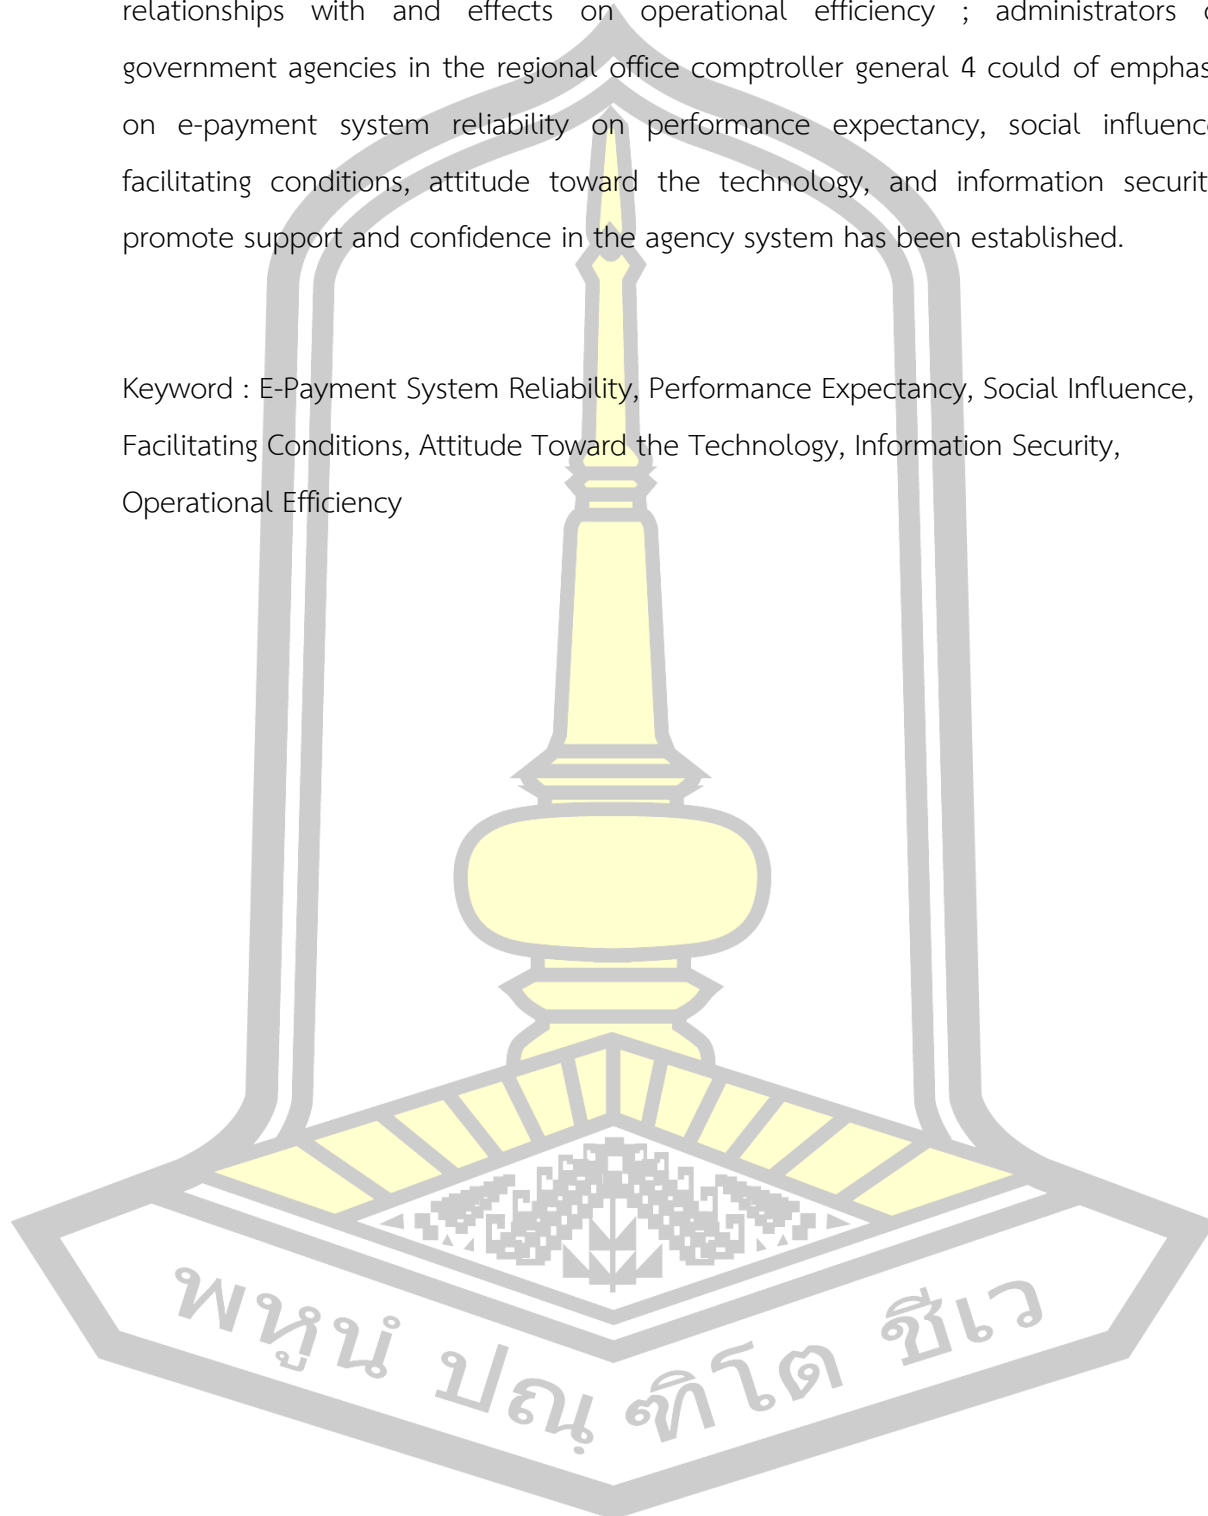 relationships with and effects on operational efficiency ; administrators
government agencies in the regional office comptroller general 4 could of
on e-payment system reliability on performance expectancy, social
facilitating conditions, attitude toward the technology, and information
promote support and confidence in the agency system has been established.
Keyword : E-Payment System Reliability, Performance Expectancy, Social Influence,
Facilitating Conditions, Attitude Toward the Technology, Information Security,
Operational Efficiency
พหูนํ ปณฺ ฑิโต ชีเว